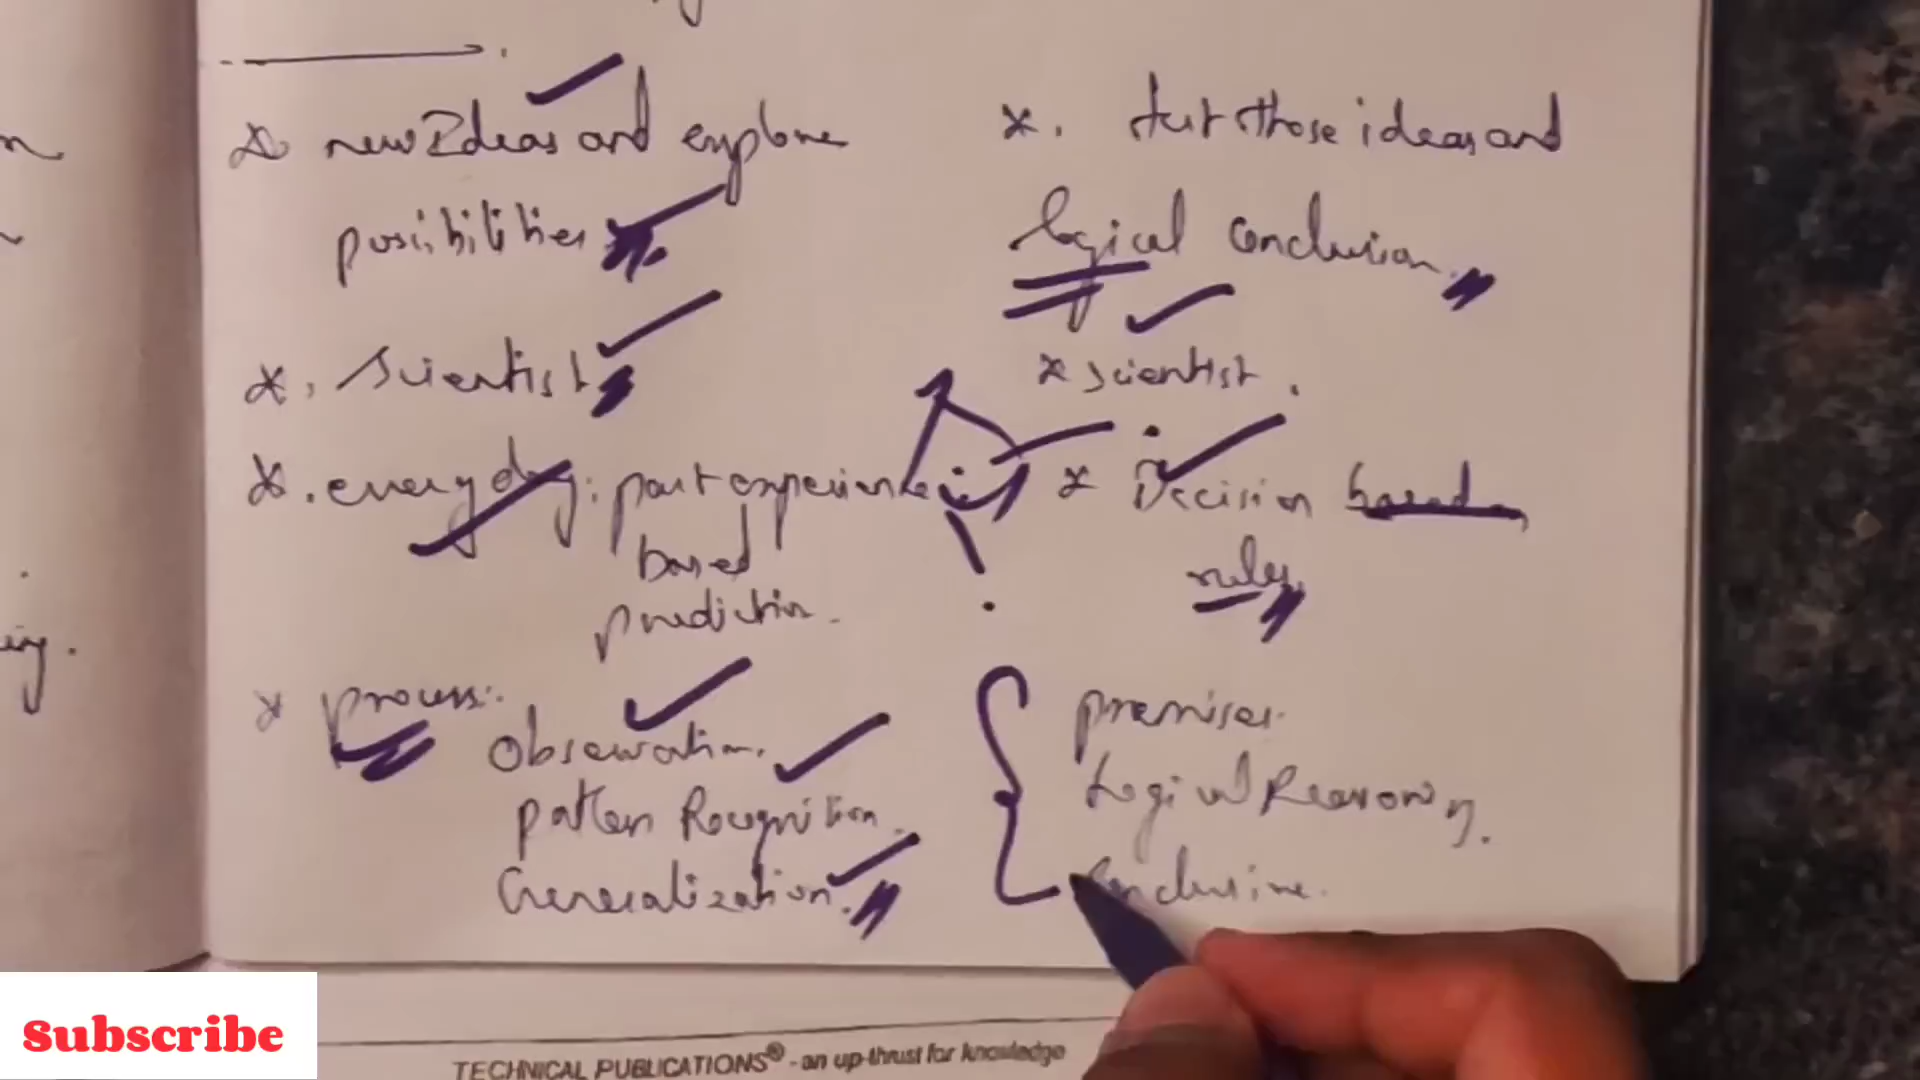 new Ideas and explore
possibilities
* scientist
* everyday: past experience
based
prediction.
* process:
Observation.
pattern Recognition.
Generalization.
*. test those ideas and
logical conclusion
* scientist.
* Decision based
rules
premises.
Logical Reasoning.
Conclusion.
ing.
Subscribe
TECHNICAL PUBLICATIONS® - an up-thrust for knowledge